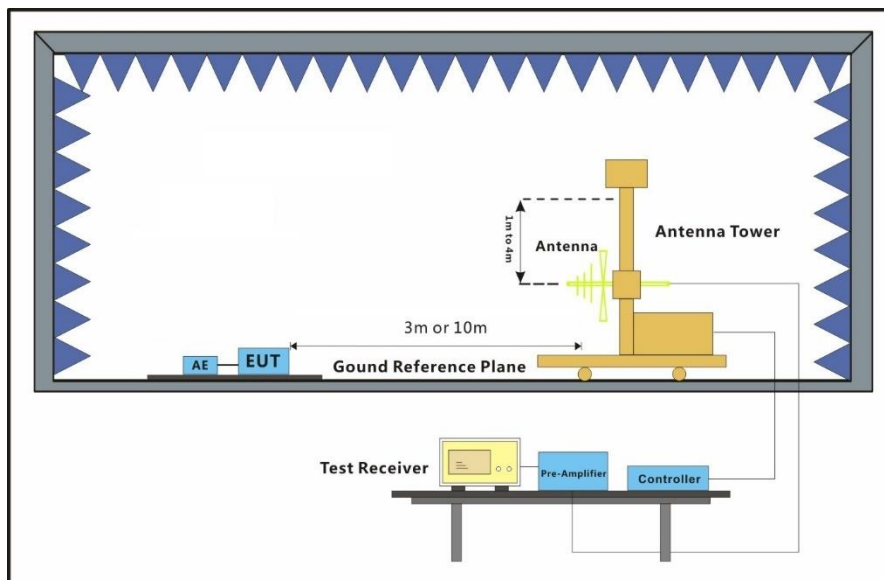 1m to 4m
Antenna
Antenna Tower
3m or 10m
AE
EUT
Gound Reference Plane
Test Receiver
Pre-Amplifier
Controller